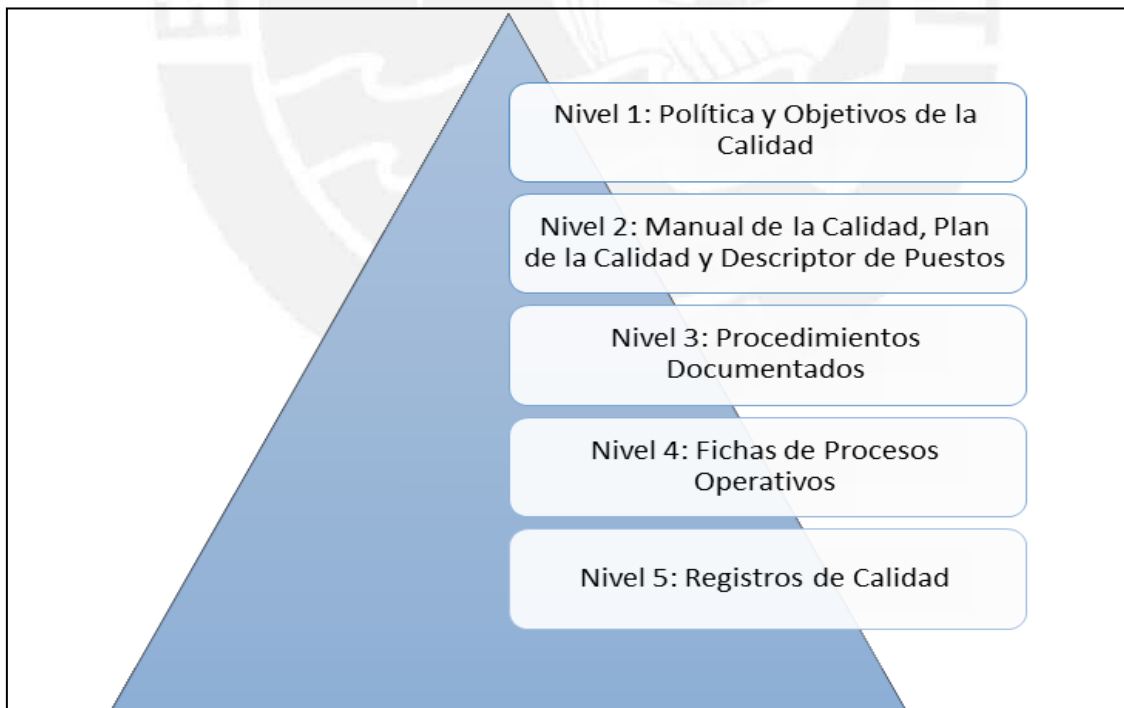 Nivel 1: Política y Objetivos de la
Calidad
Nivel 2: Manual de la Calidad, Plan
de la Calidad y Descriptor de Puestos
Nivel 3: Procedimientos
Documentados
Nivel 4: Fichas de Procesos
Operativos
Nivel 5: Registros de Calidad